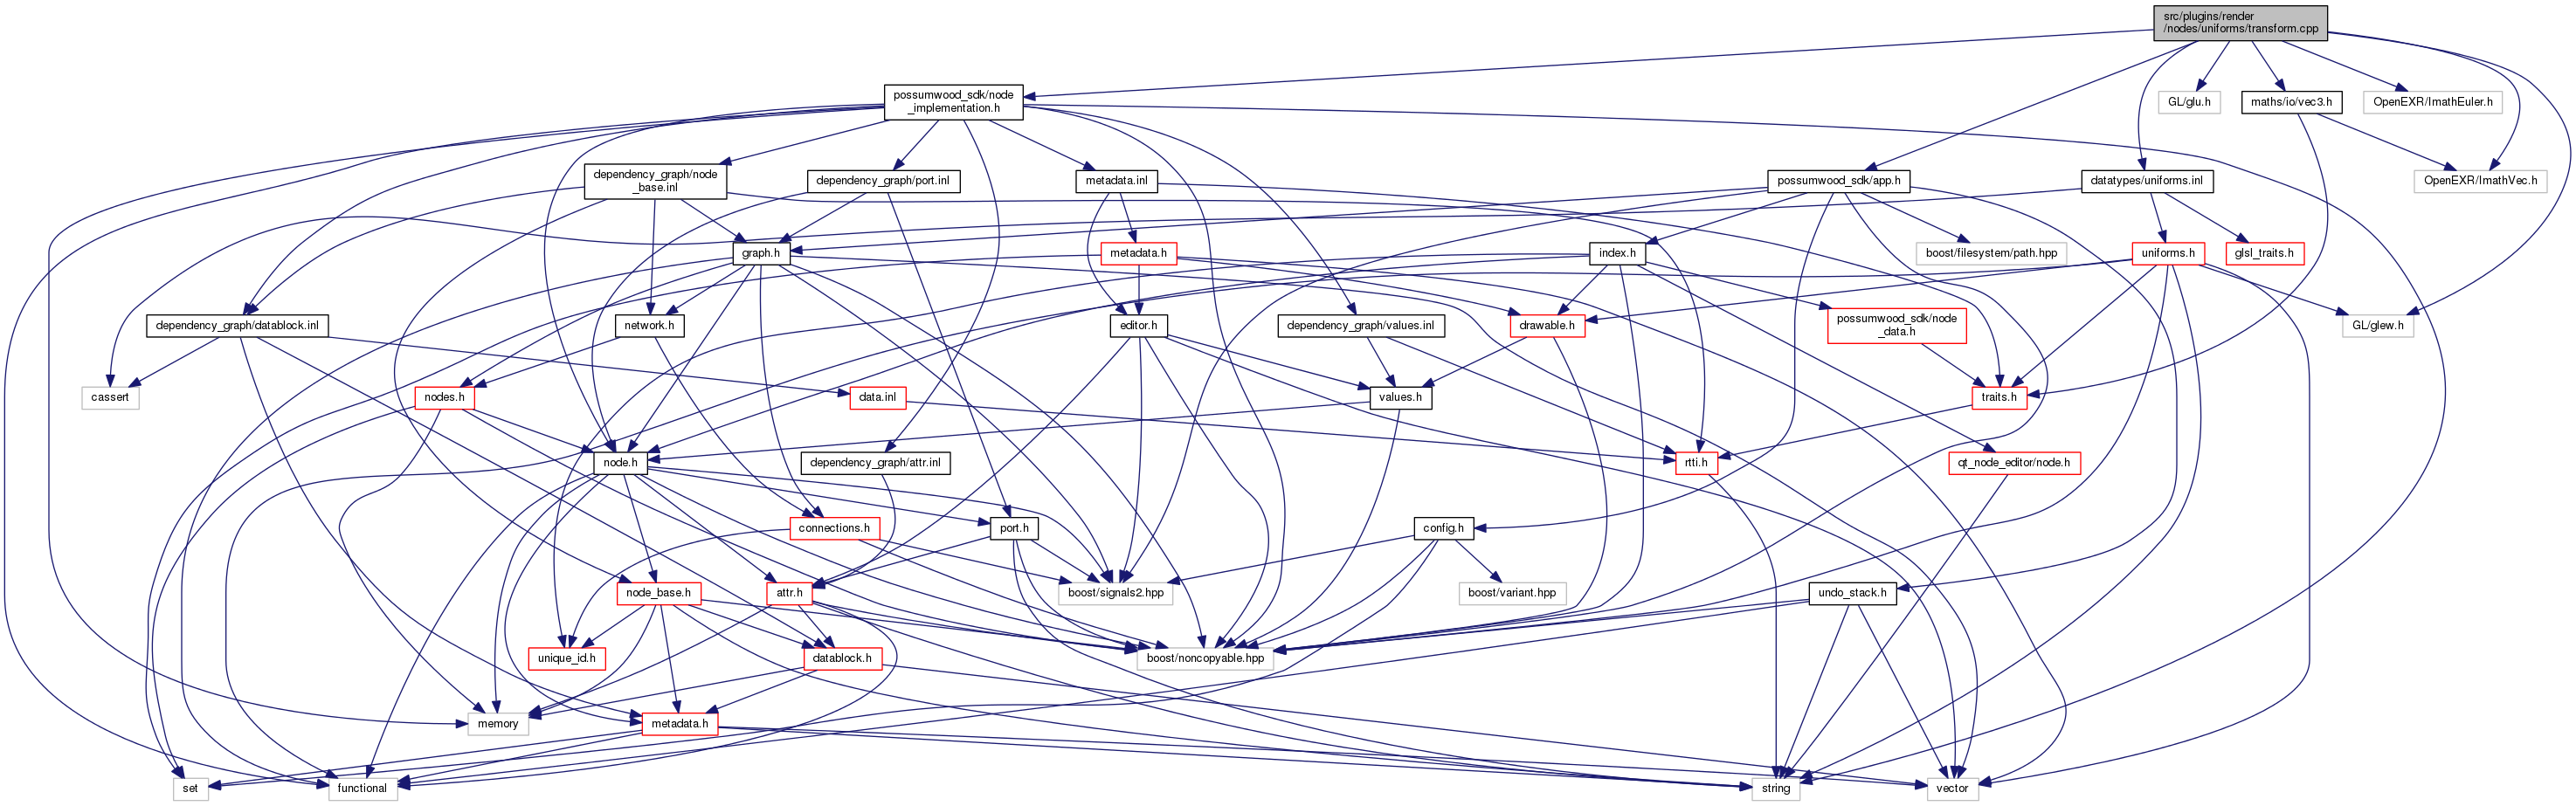 src/plugins/render
/nodes/uniforms/transform.cpp
possumwood_sdk/node
_implementation.h
GL/glu.h
maths/io/vec3.h
OpenEXR/ImathEuler.h
dependency_graph/node
_base.inl
dependency_graph/port.inl
metadata.inl
possumwood_sdk/app.h
datatypes/uniforms.inl
OpenEXR/ImathVec.h
graph.h
metadata.h
index.h
boost/filesystem/path.hpp
uniforms.h
glsl_traits.h
dependency_graph/datablock.inl
network.h
editor.h
dependency_graph/values.inl
drawable.h
possumwood_sdk/node
_data.h
GL/glew.h
cassert
nodes.h
data.inl
values.h
traits.h
node.h
dependency_graph/attr.inl
rtti.h
qt_node_editor/node.h
connections.h
port.h
config.h
node_base.h
attr.h
boost/signals2.hpp
boost/variant.hpp
undo_stack.h
unique_id.h
datablock.h
boost/noncopyable.hpp
memory
metadata.h
set
functional
string
vector